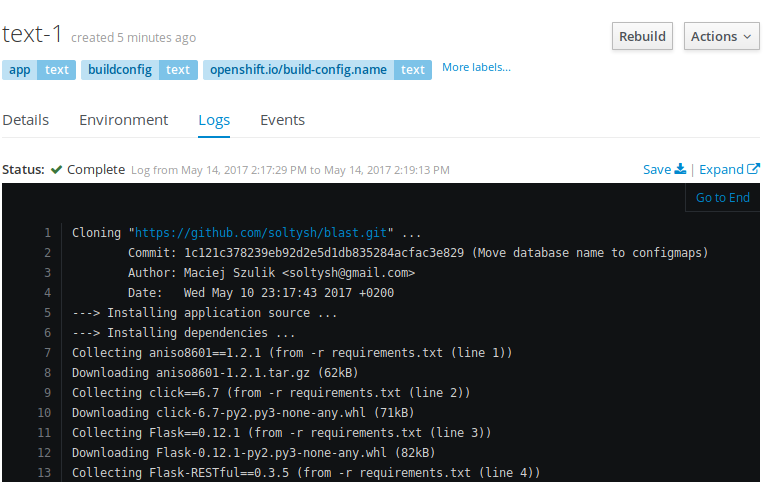 text-1 created 5 minutes ago Rebuild Actions
app text buildconfig text openshift.io/build-config.name text More labels...
Details Environment Logs Events
Status: Complete Log from May 14, 2017 2:17:29 PM to May 14, 2017 2:19:13 PM Save | Expand
Go to End
1 Cloning "https://github.com/soltysh/blast.git" ...
2 Commit: 1c121c378239eb92d2e5d1db835284acfac3e829 (Move database name to configmaps)
3 Author: Maciej Szulik <soltysh@gmail.com>
4 Date: Wed May 10 23:17:43 2017 +0200
5 ---> Installing application source ...
6 ---> Installing dependencies ...
7 Collecting aniso8601==1.2.1 (from -r requirements.txt (line 1))
8 Downloading aniso8601-1.2.1.tar.gz (62kB)
9 Collecting click==6.7 (from -r requirements.txt (line 2))
10 Downloading click-6.7-py2.py3-none-any.whl (71kB)
11 Collecting Flask==0.12.1 (from -r requirements.txt (line 3))
12 Downloading Flask-0.12.1-py2.py3-none-any.whl (82kB)
13 Collecting Flask-RESTful==0.3.5 (from -r requirements.txt (line 4))